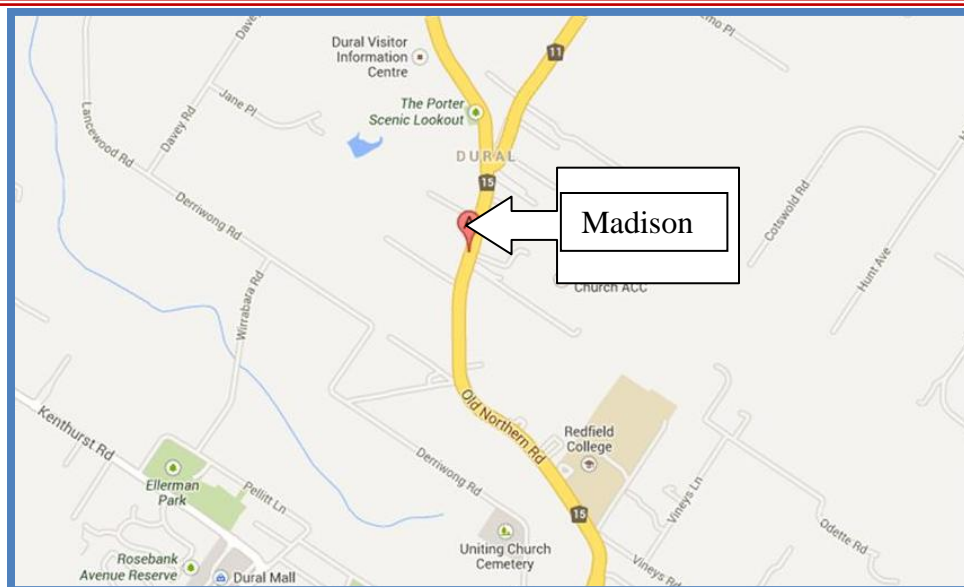 Dural Visitor
Information
Centre
11
The Porter
Scenic Lookout
DURAL
15
Davey Rd
Jane Pl
Lancewood Rd
Derriwong Rd
Cotswold Rd
Hunt Ave
A
Madison
Church ACC
Wirrabara Rd
Old Northern Rd
Kenthurst Rd
Redfield
College
Derriwong Rd
Ellerman
Park
Pellitt Ln
15
Vineys Ln
Odette Rd
Uniting Church
Cemetery
Rosebank
Avenue Reserve
Dural Mall
Vineys Rd